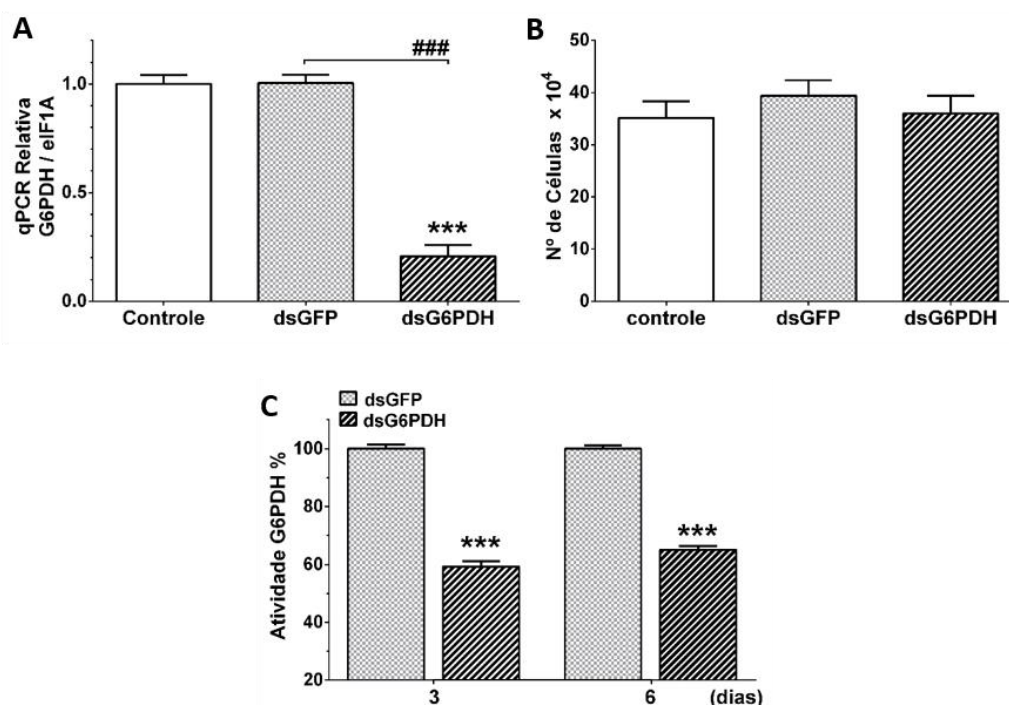 A
qPCR Relativa
G6PDH / eIF1A
1.0
0.5
0.0
###
***
Controle
dsGFP
dsG6PDH
B
Nº de Células x 10⁴
50
40
30
20
10
0
controle
dsGFP
dsG6PDH
C
dsGFP
dsG6PDH
Atividade G6PDH %
100
80
60
40
20
***
***
3
6
(dias)